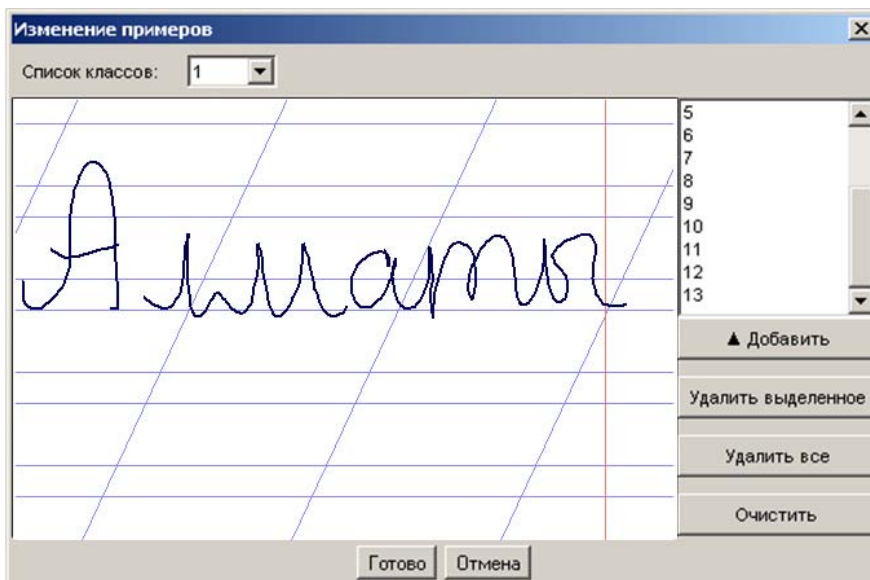 Изменение примеров
Список классов: 1
Алматы
5
6
7
8
9
10
11
12
13
▲ Добавить
Удалить выделенное
Удалить все
Очистить
Готово Отмена